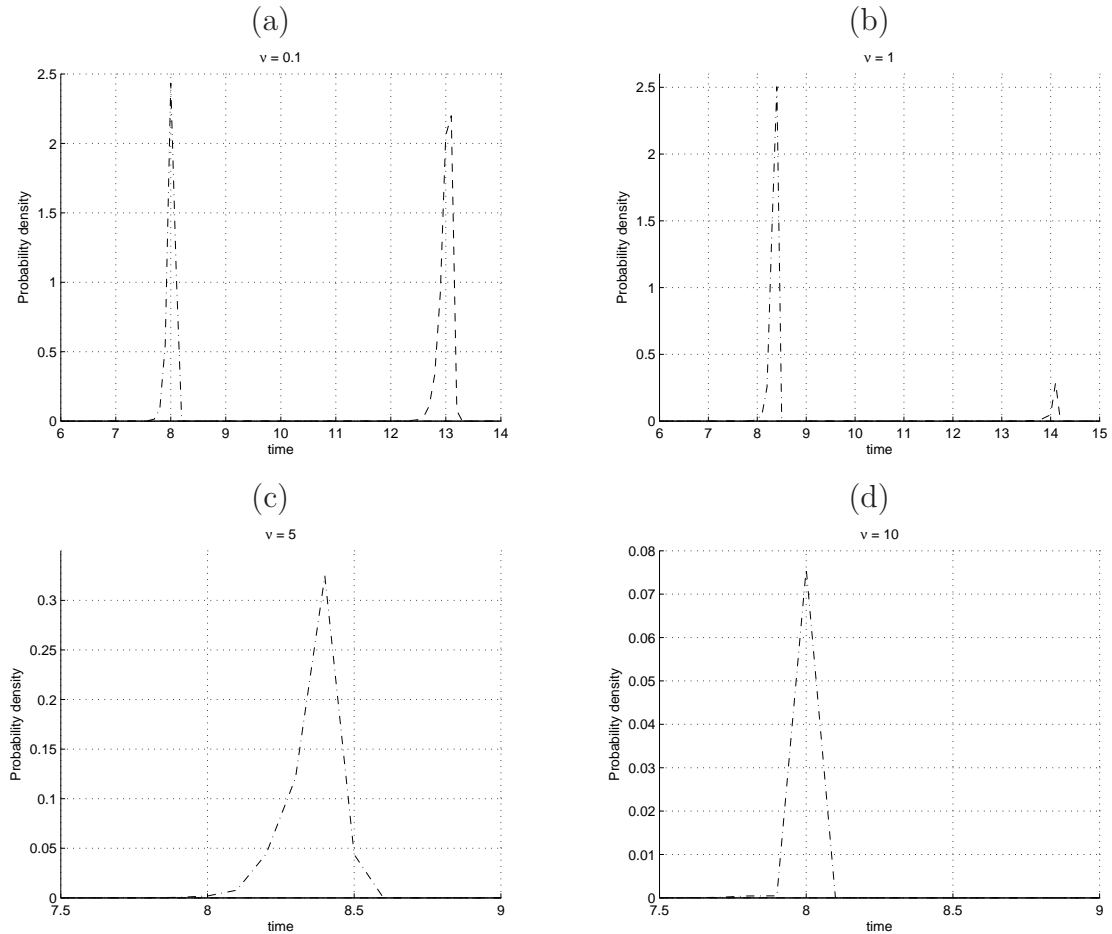 (a)
ν = 0.1
Probability density
2.5
2
1.5
1
0.5
0
6 7 8 9 10 11 12 13 14
time
(b)
ν = 1
Probability density
2.5
2
1.5
1
0.5
0
6 7 8 9 10 11 12 13 14 15
time
(c)
ν = 5
Probability density
0.3
0.25
0.2
0.15
0.1
0.05
0
7.5 8 8.5 9
time
(d)
ν = 10
Probability density
0.08
0.07
0.06
0.05
0.04
0.03
0.02
0.01
0
7.5 8 8.5 9
time